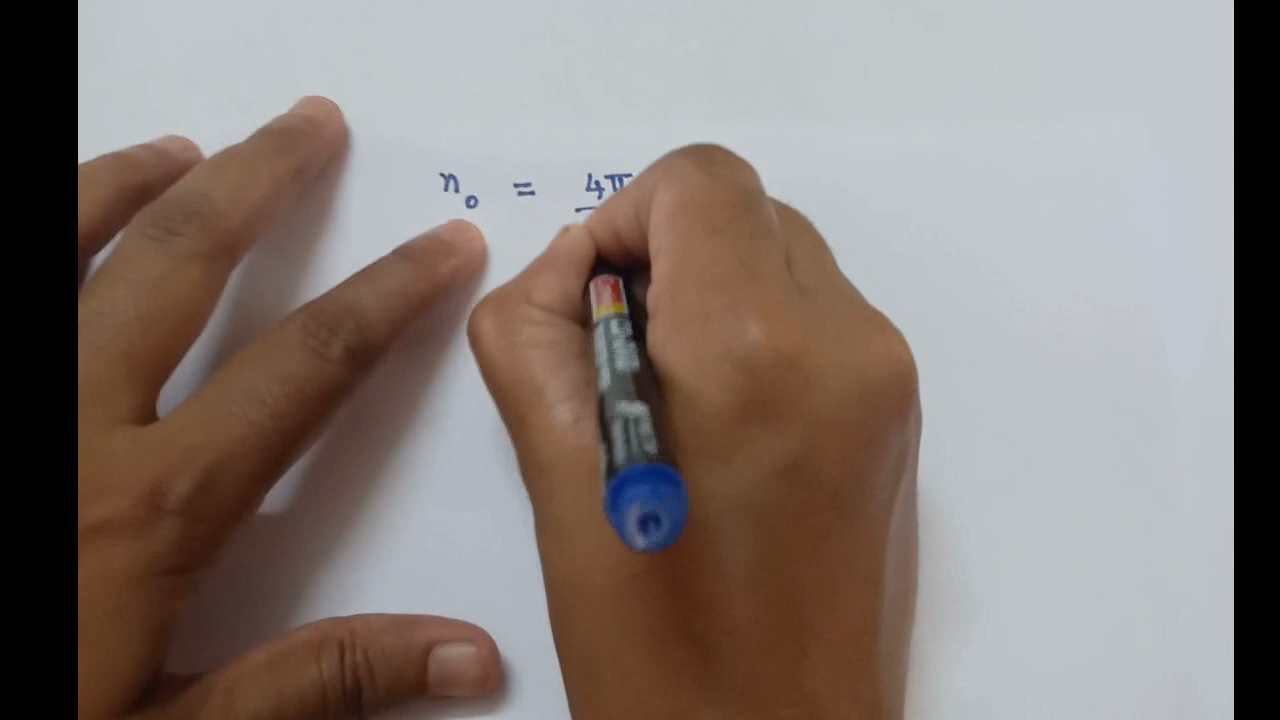 n₀ = 4π